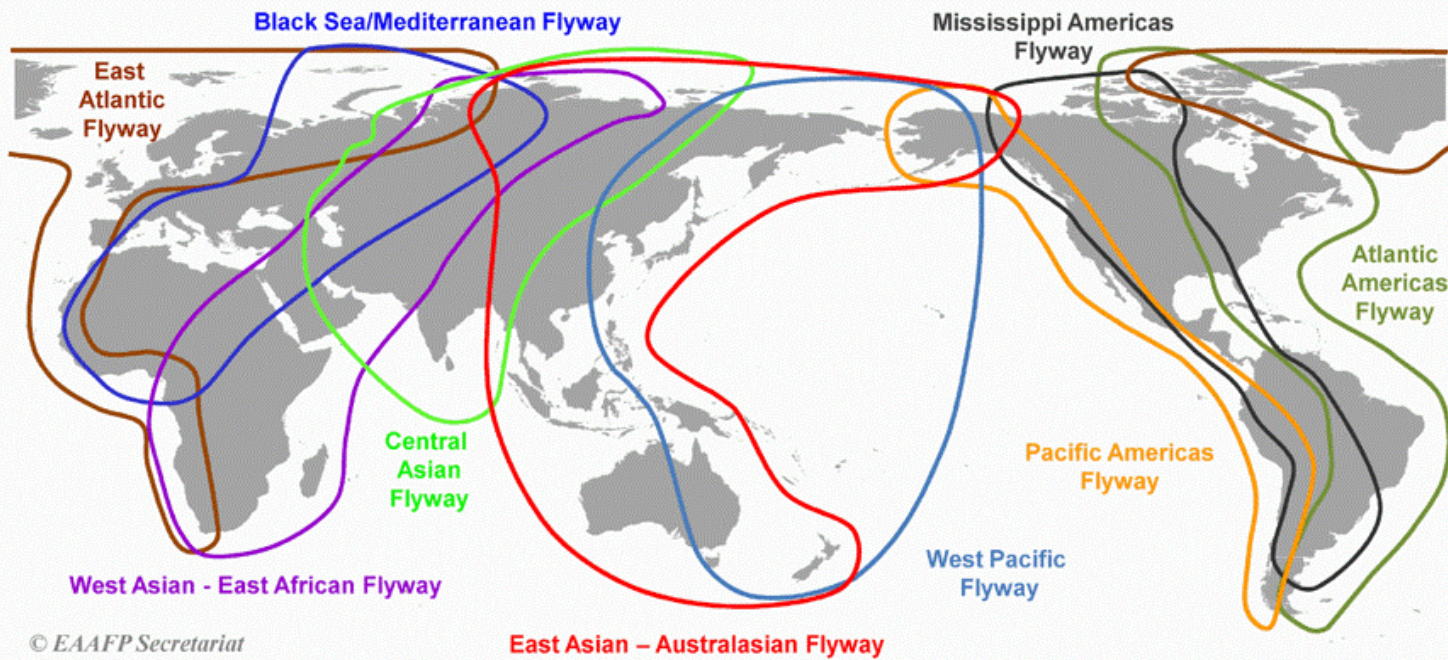 Black Sea/Mediterranean Flyway
Mississippi Americas
Flyway
East
Atlantic
Flyway
Atlantic
Americas
Flyway
Central
Asian
Flyway
Pacific Americas
Flyway
West Pacific
Flyway
West Asian - East African Flyway
© EAAFP Secretariat
East Asian – Australasian Flyway